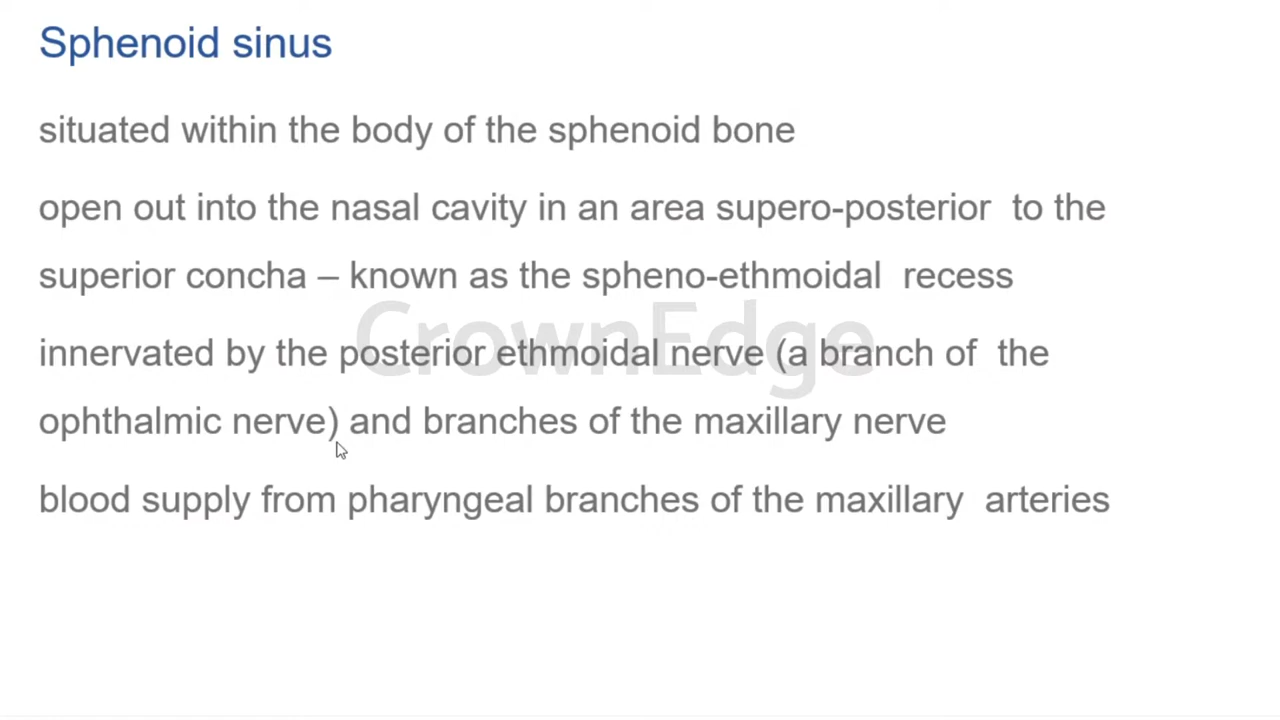 Sphenoid sinus
situated within the body of the sphenoid bone
open out into the nasal cavity in an area supero-posterior to the
superior concha – known as the spheno-ethmoidal recess
CrownEdge
innervated by the posterior ethmoidal nerve (a branch of the
ophthalmic nerve) and branches of the maxillary nerve
blood supply from pharyngeal branches of the maxillary arteries